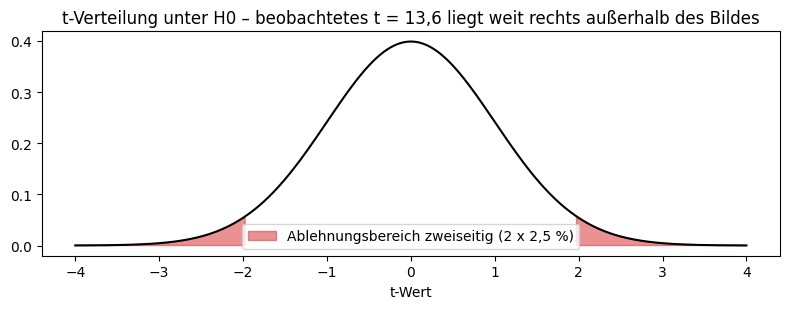 t-Verteilung unter H0 – beobachtetes t = 13,6 liegt weit rechts außerhalb des Bildes
0.4
0.3
0.2
0.1
0.0
Ablehnungsbereich zweiseitig (2 x 2,5 %)
−4 −3 −2 −1 0 1 2 3 4
t-Wert